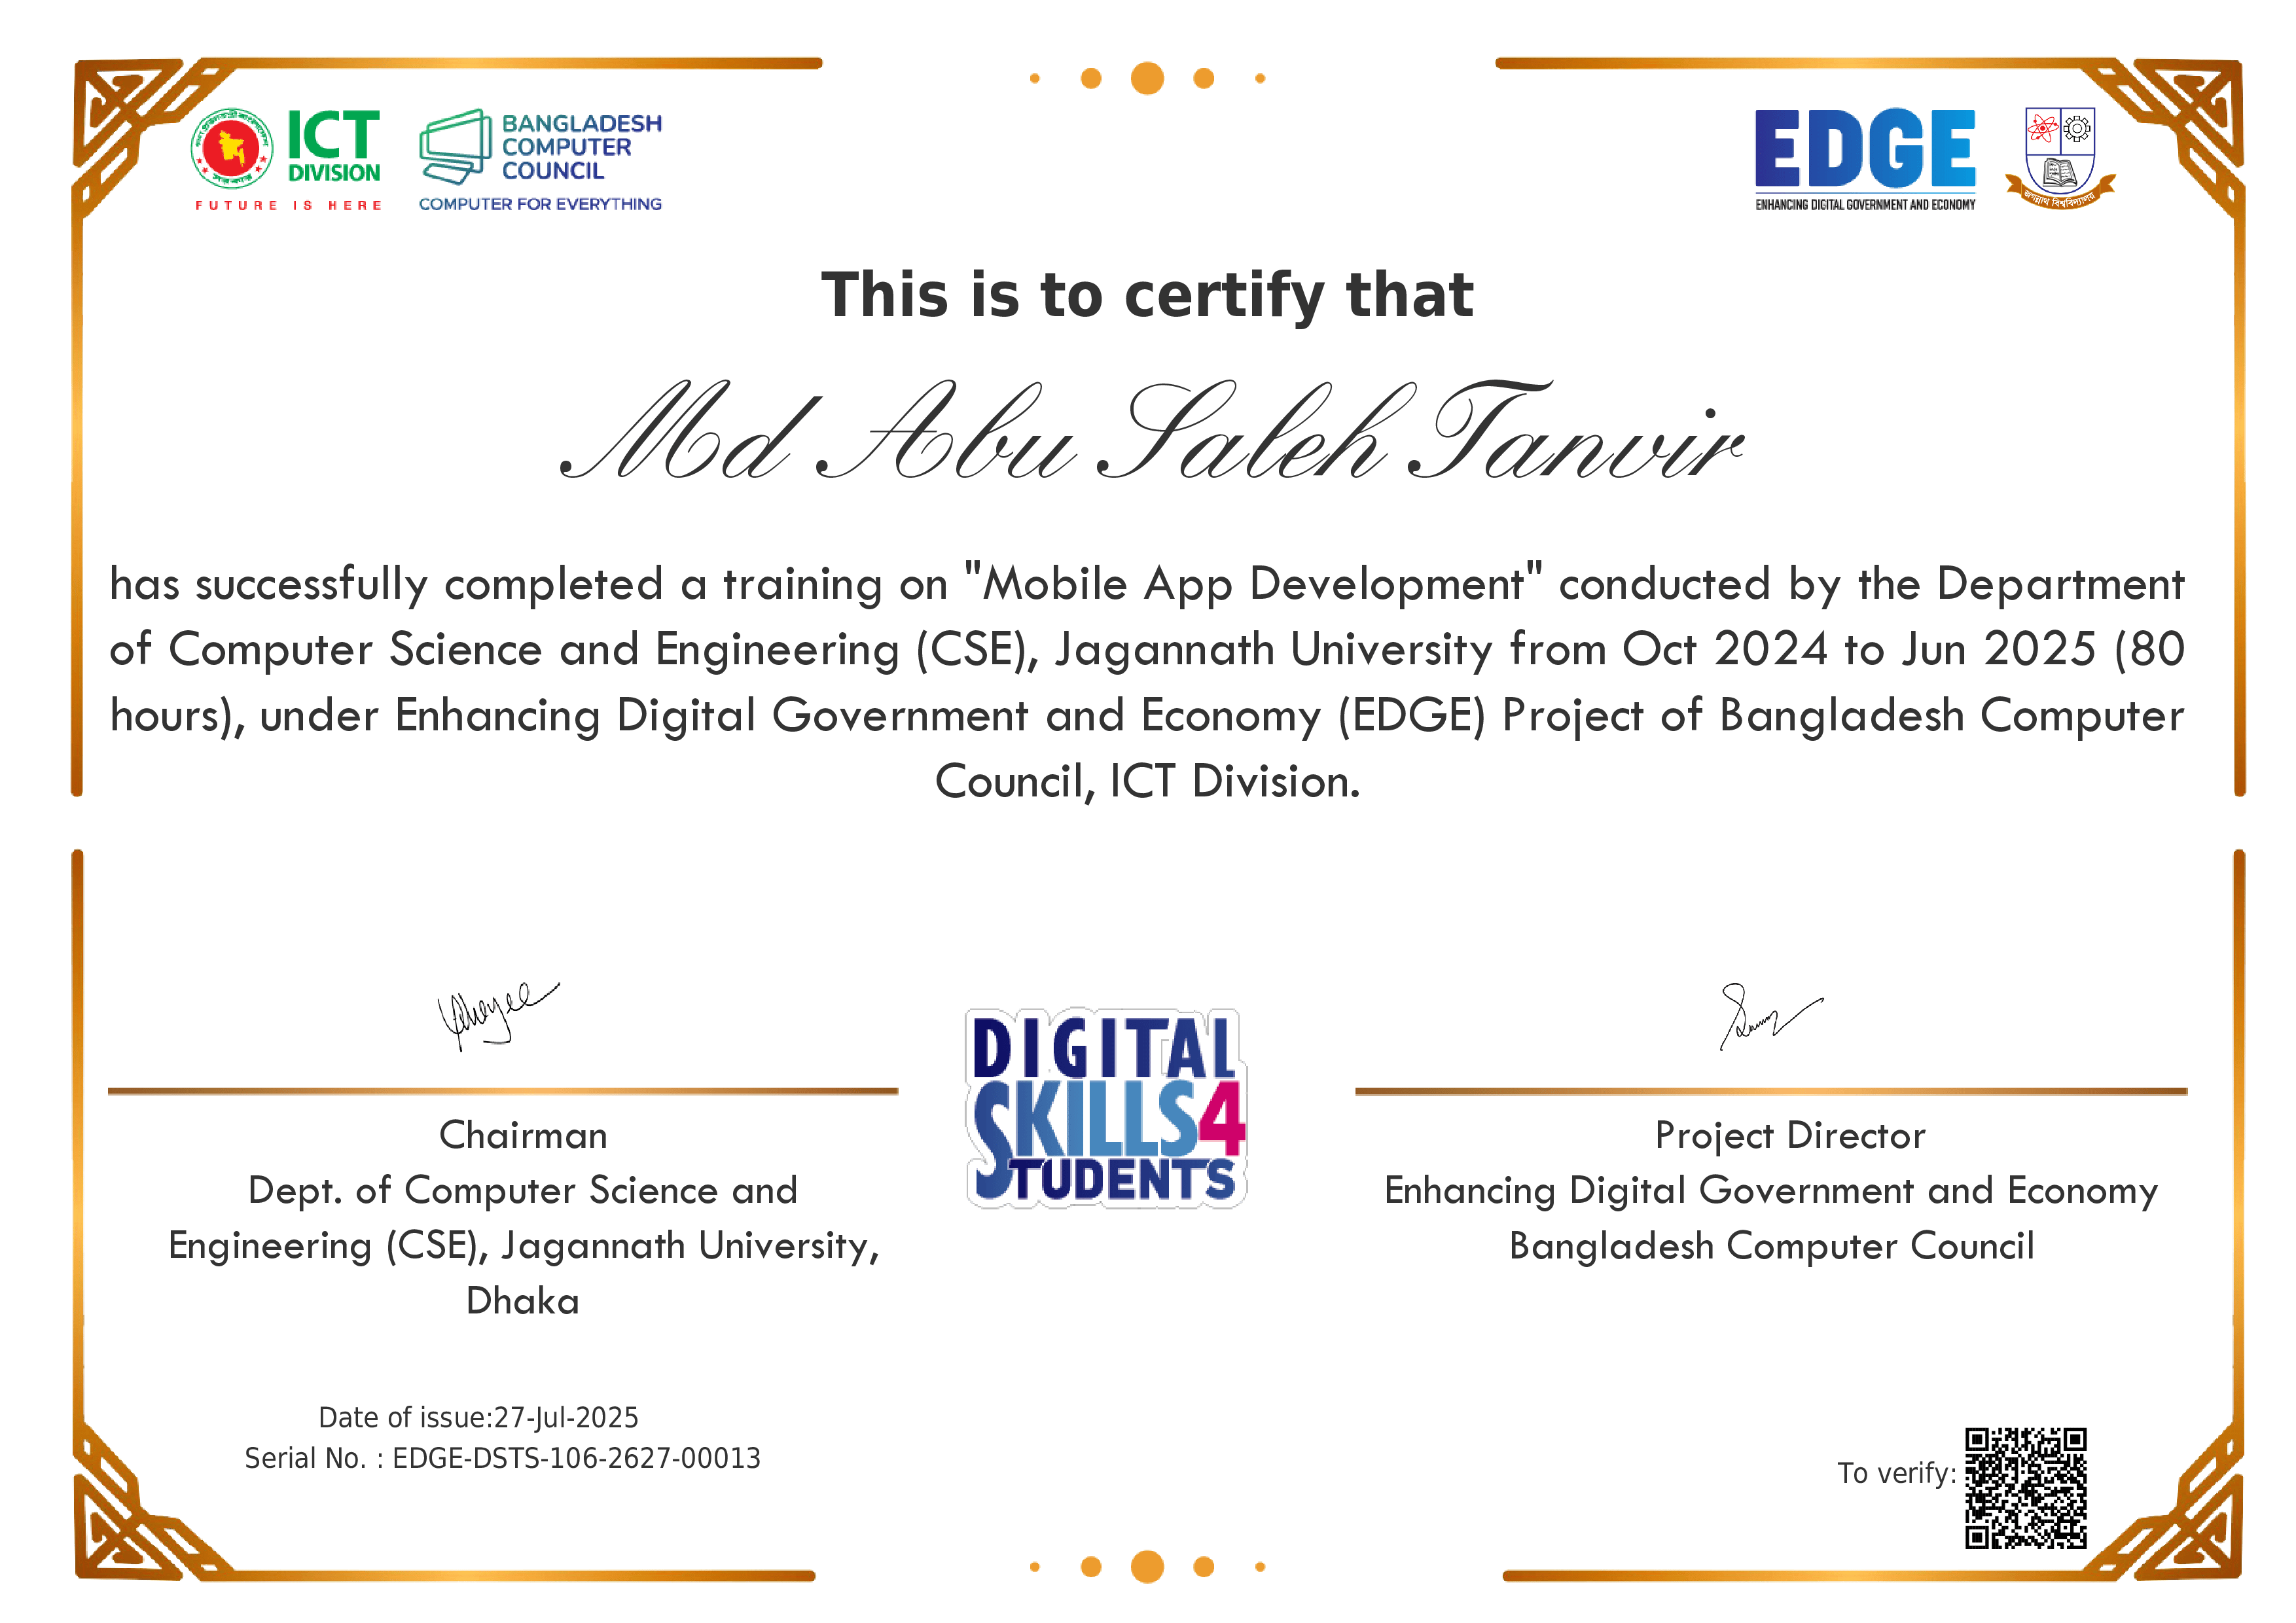 ICT
DIVISION
FUTURE IS HERE
BANGLADESH
COMPUTER
COUNCIL
COMPUTER FOR EVERYTHING
EDGE
ENHANCING DIGITAL GOVERNMENT AND ECONOMY
জগন্নাথ বিশ্ববিদ্যালয়
This is to certify that
Md Abu Saleh Tanvir
has successfully completed a training on "Mobile App Development" conducted by the Department
of Computer Science and Engineering (CSE), Jagannath University from Oct 2024 to Jun 2025 (80
hours), under Enhancing Digital Government and Economy (EDGE) Project of Bangladesh Computer
Council, ICT Division.
Chairman
Dept. of Computer Science and
Engineering (CSE), Jagannath University,
Dhaka
DIGITAL
SKILLS4
STUDENTS
Project Director
Enhancing Digital Government and Economy
Bangladesh Computer Council
Date of issue:27-Jul-2025
Serial No. : EDGE-DSTS-106-2627-00013
To verify: